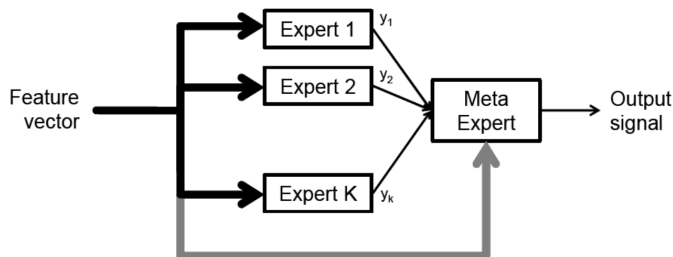 Feature
vector
Expert 1
y₁
Expert 2
y₂
Expert K
yₖ
Meta
Expert
Output
signal